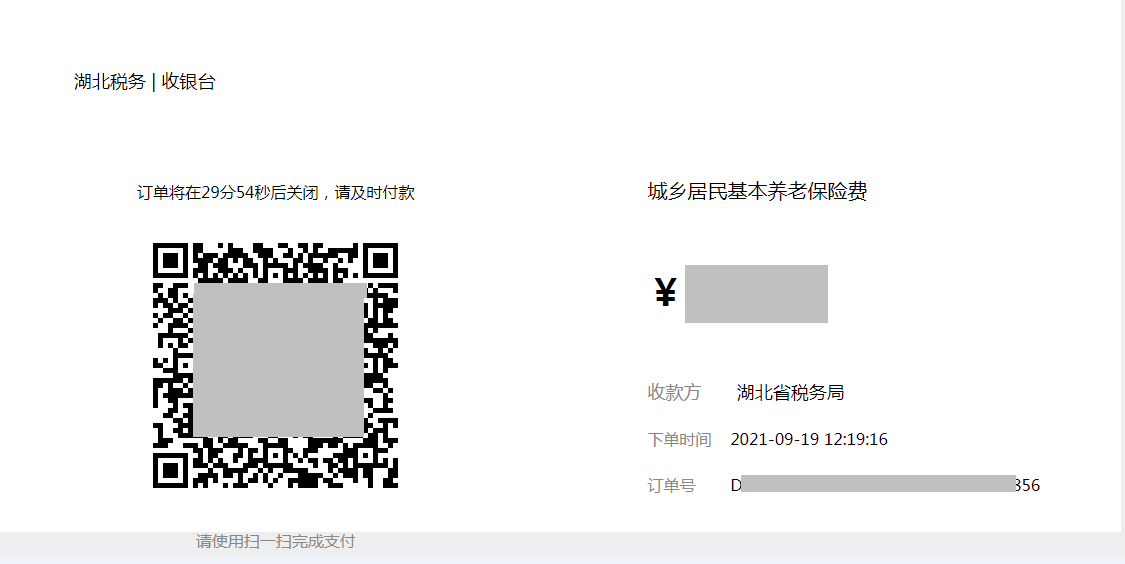 湖北税务 | 收银台
订单将在29分54秒后关闭，请及时付款
城乡居民基本养老保险费
¥
收款方 湖北省税务局
下单时间 2021-09-19 12:19:16
订单号 D 356
请使用扫一扫完成支付